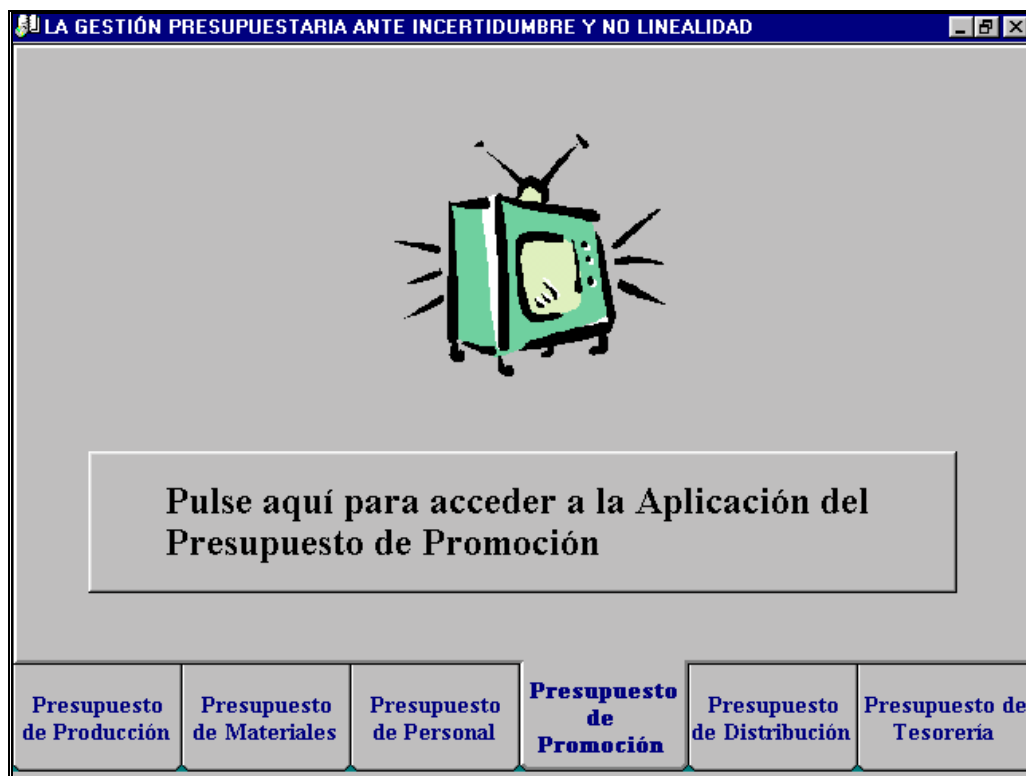 LA GESTIÓN PRESUPUESTARIA ANTE INCERTIDUMBRE Y NO LINEALIDAD
Pulse aquí para acceder a la Aplicación del
Presupuesto de Promoción
Presupuesto
de Producción
Presupuesto
de Materiales
Presupuesto
de Personal
Presupuesto
de
Promoción
Presupuesto
de Distribución
Presupuesto de
Tesorería